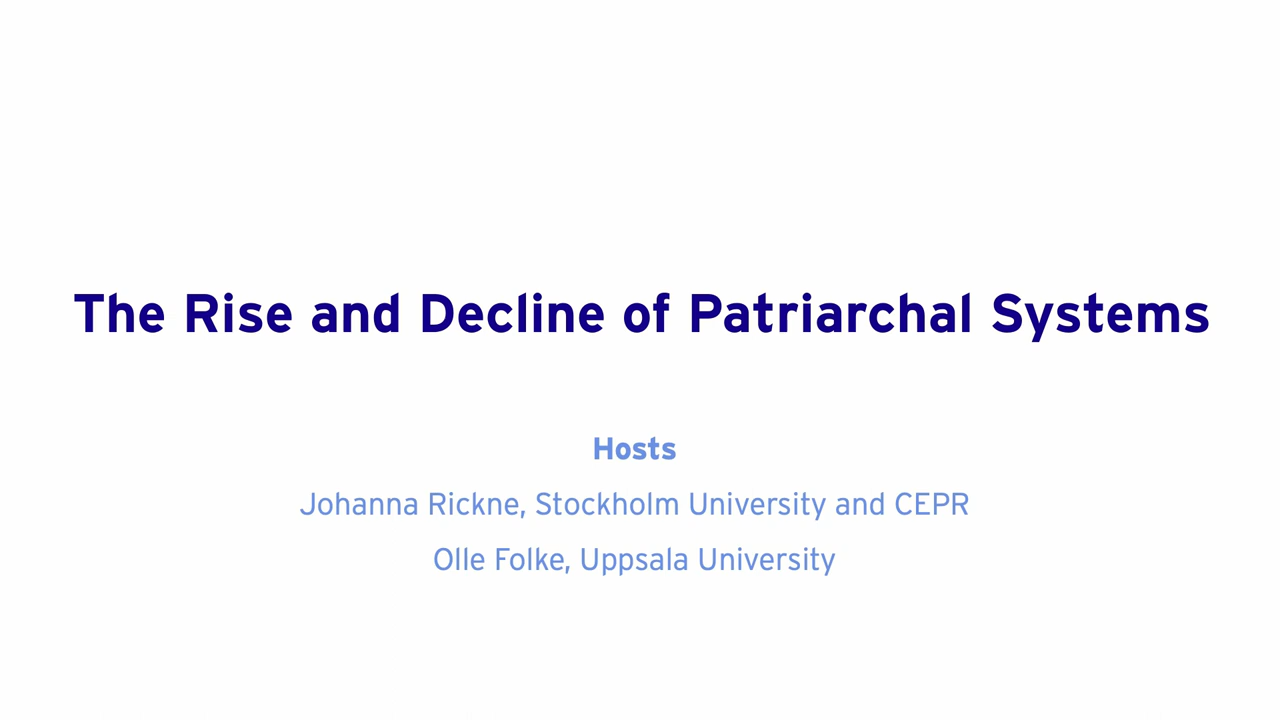 The Rise and Decline of Patriarchal Systems
Hosts
Johanna Rickne, Stockholm University and CEPR
Olle Folke, Uppsala University